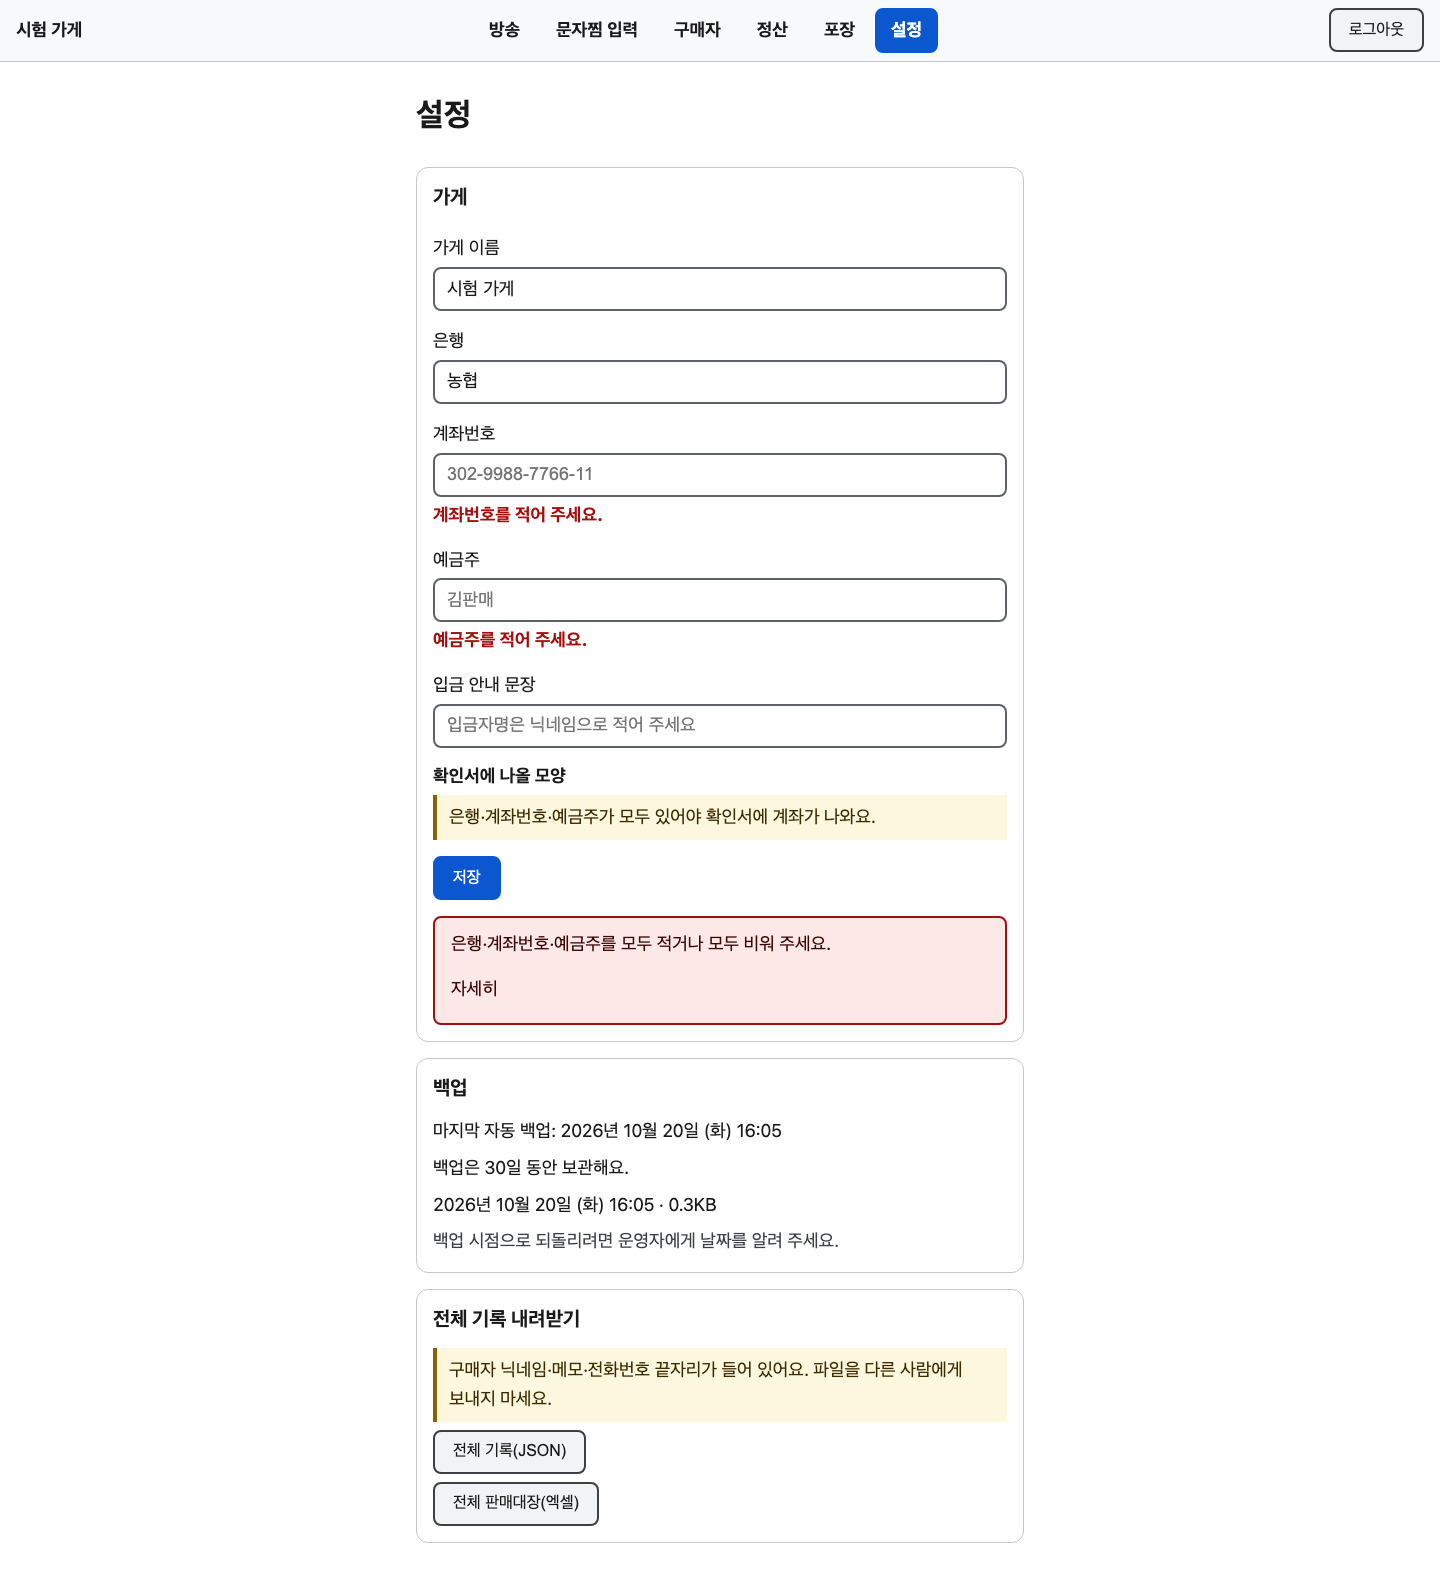 시험 가게
방송
문자찜 입력
구매자
정산
포장
설정
로그아웃
설정
가게
가게 이름
시험 가게
은행
농협
계좌번호
302-9988-7766-11
계좌번호를 적어 주세요.
예금주
김판매
예금주를 적어 주세요.
입금 안내 문장
입금자명은 닉네임으로 적어 주세요
확인서에 나올 모양
은행·계좌번호·예금주가 모두 있어야 확인서에 계좌가 나와요.
저장
은행·계좌번호·예금주를 모두 적거나 모두 비워 주세요.
자세히
백업
마지막 자동 백업: 2026년 10월 20일 (화) 16:05
백업은 30일 동안 보관해요.
2026년 10월 20일 (화) 16:05 · 0.3KB
백업 시점으로 되돌리려면 운영자에게 날짜를 알려 주세요.
전체 기록 내려받기
구매자 닉네임·메모·전화번호 끝자리가 들어 있어요. 파일을 다른 사람에게
보내지 마세요.
전체 기록(JSON)
전체 판매대장(엑셀)